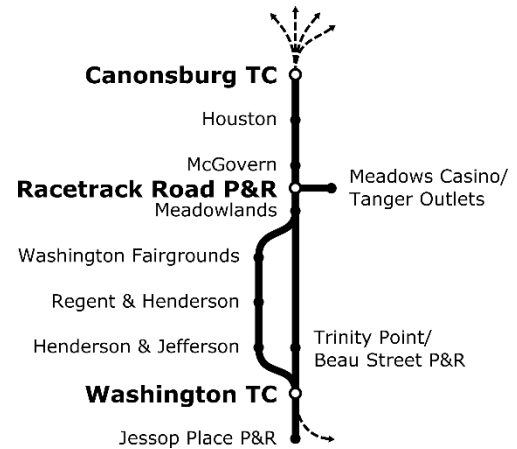 Canonsburg TC
Houston
McGovern
Racetrack Road P&R
Meadows Casino/
Tanger Outlets
Meadowlands
Washington Fairgrounds
Regent & Henderson
Henderson & Jefferson
Trinity Point/
Beau Street P&R
Washington TC
Jessop Place P&R